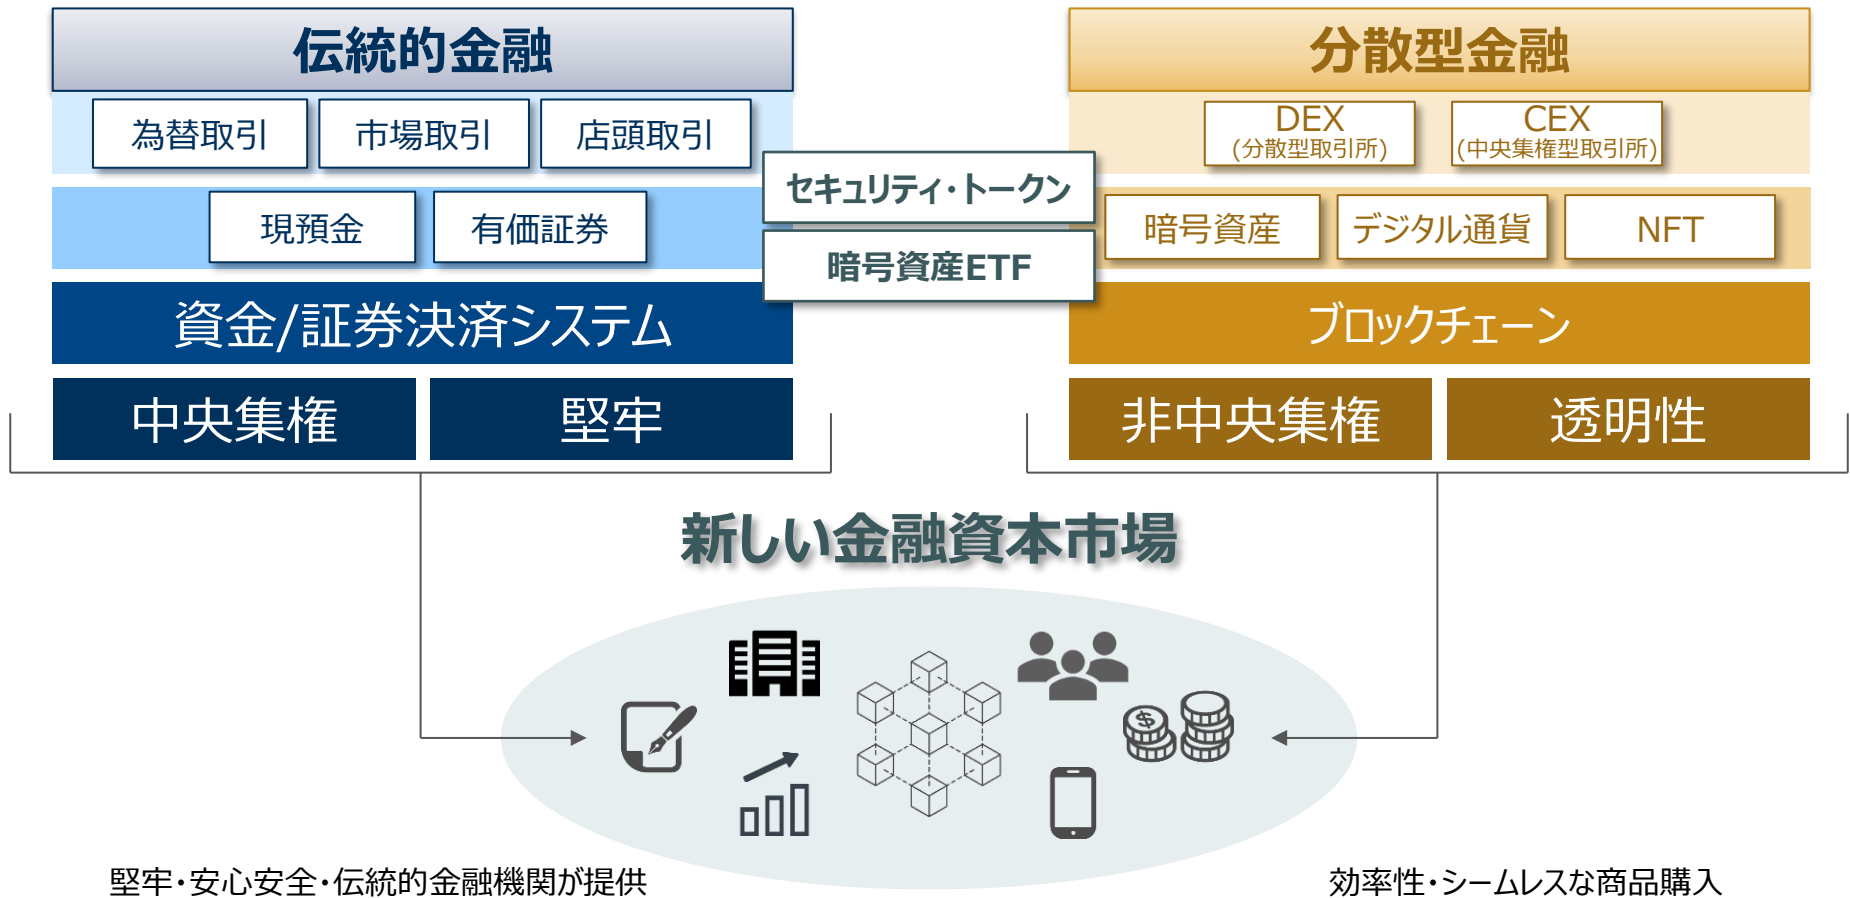 伝統的金融
為替取引
市場取引
店頭取引
現預金
有価証券
資金/証券決済システム
中央集権
堅牢
セキュリティ・トークン
暗号資産ETF
分散型金融
DEX
(分散型取引所)
CEX
(中央集権型取引所)
暗号資産
デジタル通貨
NFT
ブロックチェーン
非中央集権
透明性
新しい金融資本市場
$
堅牢・安心安全・伝統的金融機関が提供
効率性・シームレスな商品購入